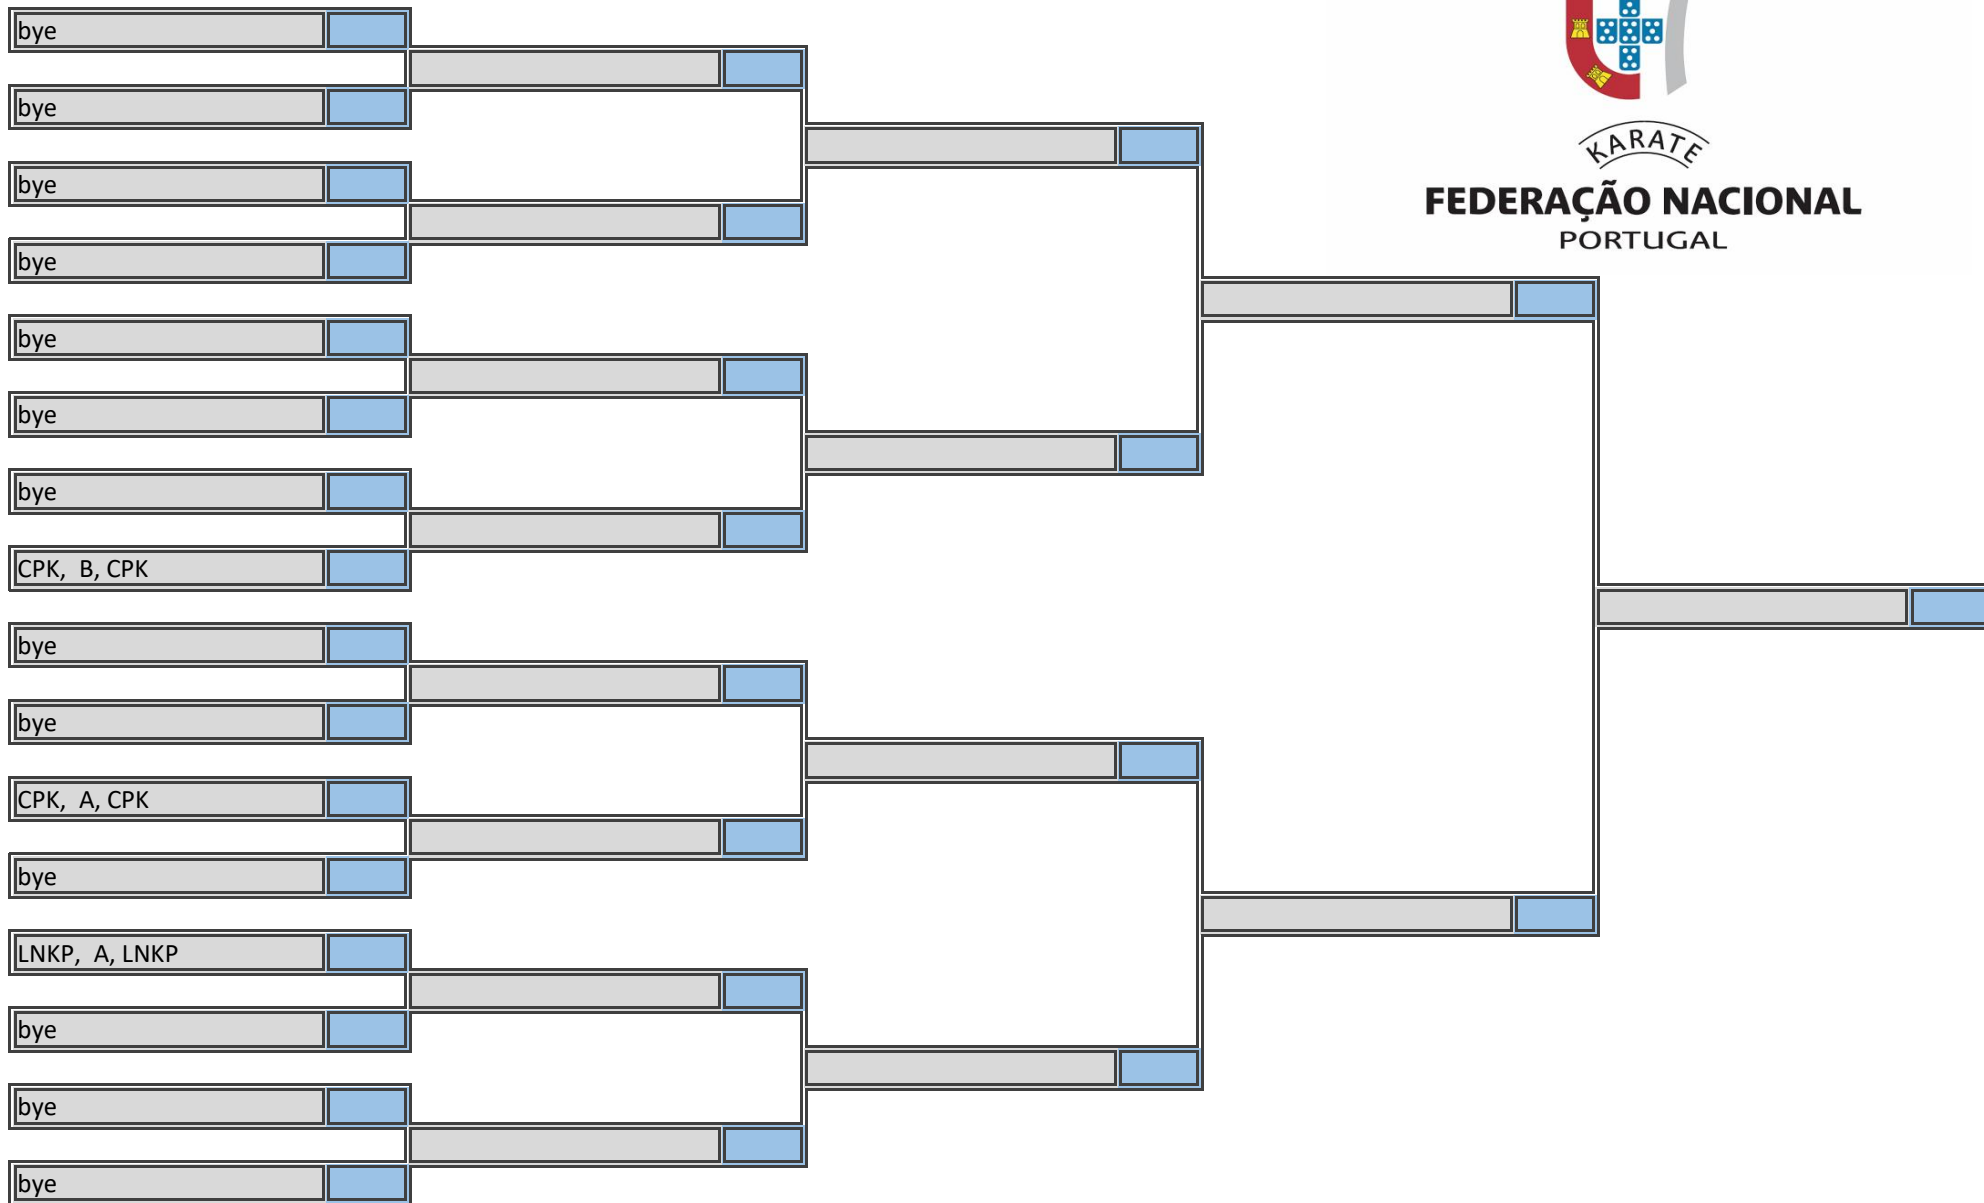 bye
bye
bye
bye
bye
bye
bye
CPK,  B, CPK
bye
bye
CPK,  A, CPK
bye
LNKP,  A, LNKP
bye
bye
bye
KARATE
FEDERAÇÃO NACIONAL
PORTUGAL